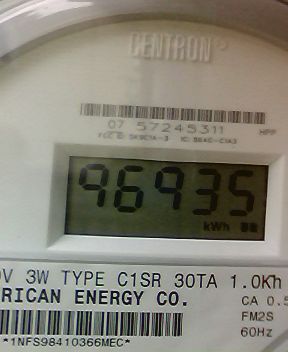 CENTRON®
07 57245311 HPP
96935
kWh
V 3W TYPE C1SR 30TA 1.0Kh
RICAN ENERGY CO.
CA 0.5
FM2S
60Hz
*1NFS98410366MEC*